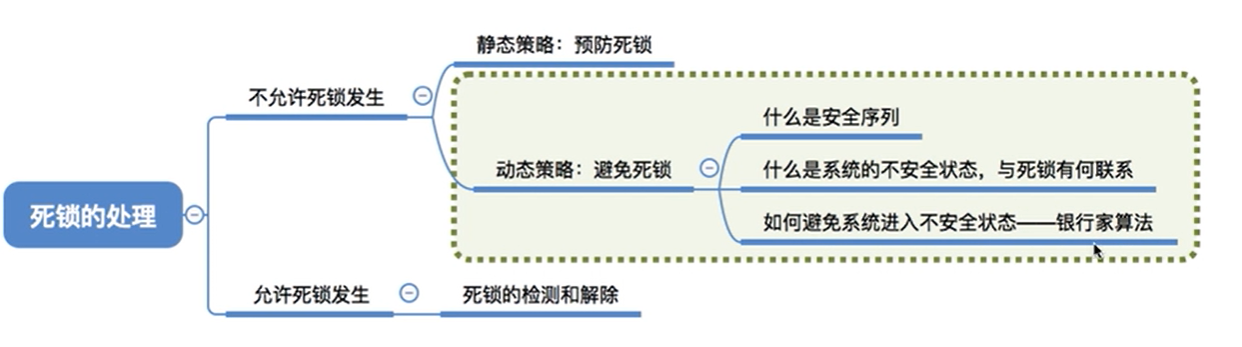 静态策略：预防死锁
不允许死锁发生
什么是安全序列
动态策略：避免死锁
什么是系统的不安全状态，与死锁有何联系
死锁的处理
如何避免系统进入不安全状态——银行家算法
允许死锁发生
死锁的检测和解除